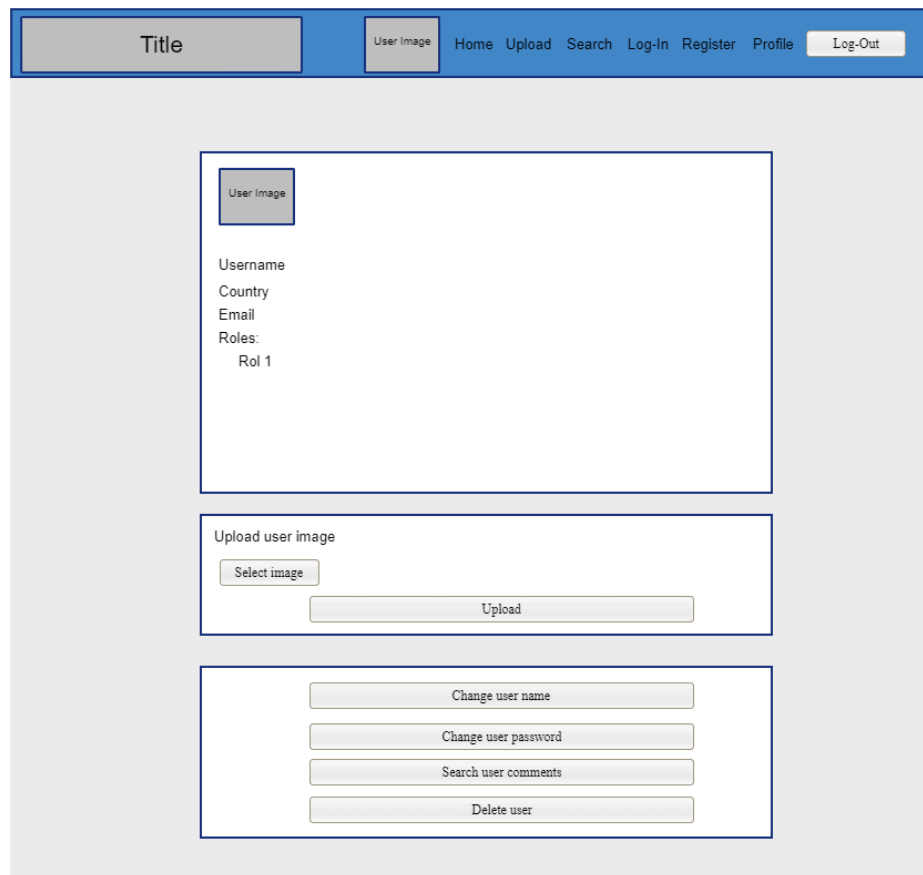 Title
User Image
Home Upload Search Log-In Register Profile Log-Out
User Image
Username
Country
Email
Roles:
Rol 1
Upload user image
Select image
Upload
Change user name
Change user password
Search user comments
Delete user